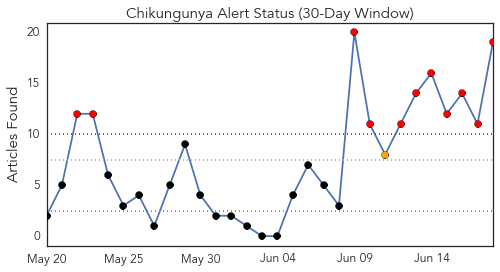 Chikungunya Alert Status (30-Day Window)
Articles Found
20
15
10
5
0
May 20 May 25 May 30 Jun 04 Jun 09 Jun 14